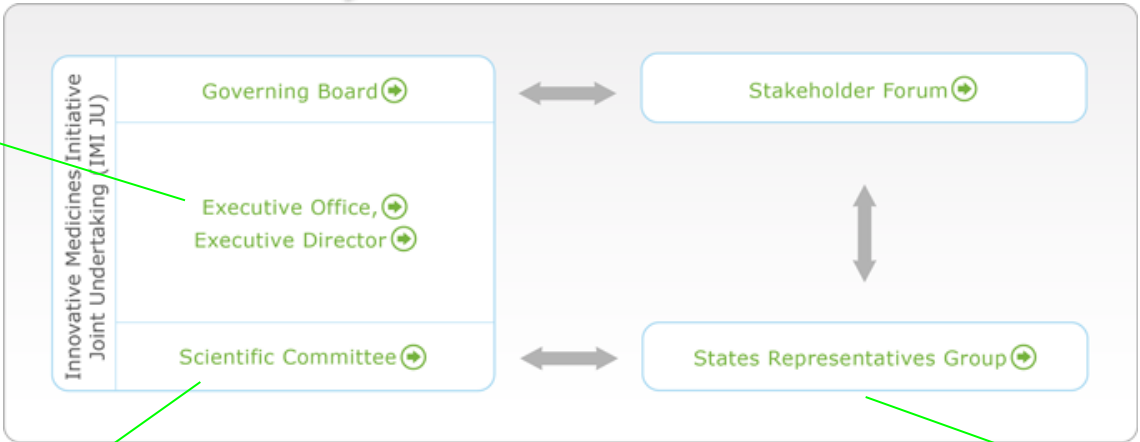 Innovative Medicines Initiative
Joint Undertaking (IMI JU)
Governing Board
Executive Office,
Executive Director
Scientific Committee
Stakeholder Forum
States Representatives Group